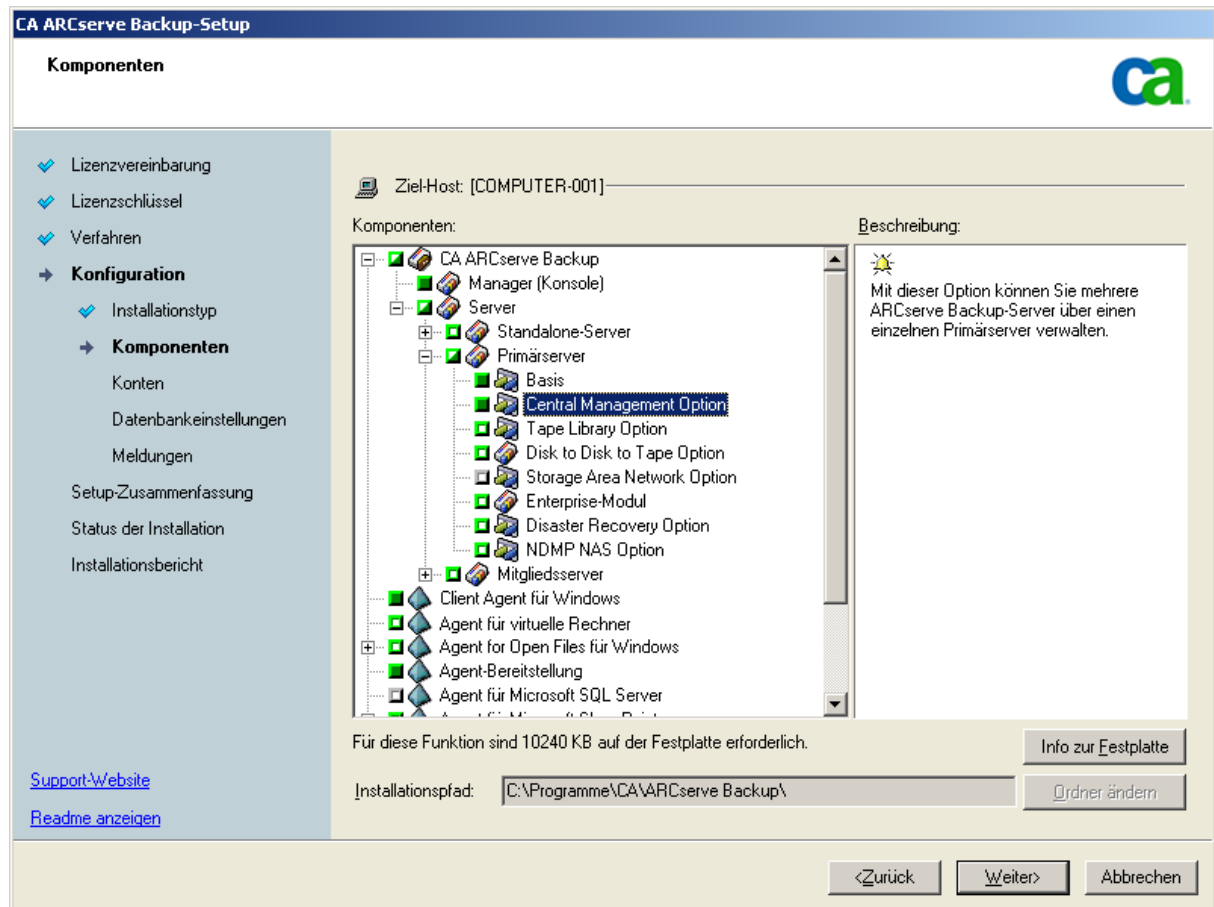 CA ARCserve Backup-Setup
Komponenten
ca
Lizenzvereinbarung
Lizenzschlüssel
Verfahren
Konfiguration
Installationstyp
Komponenten
Konten
Datenbankeinstellungen
Meldungen
Setup-Zusammenfassung
Status der Installation
Installationsbericht
Support-Website
Readme anzeigen
Ziel-Host: [COMPUTER-001]
Komponenten:
CA ARCserve Backup
Manager (Konsole)
Server
Standalone-Server
Primärserver
Basis
Central Management Option
Tape Library Option
Disk to Disk to Tape Option
Storage Area Network Option
Enterprise-Modul
Disaster Recovery Option
NDMP NAS Option
Mitgliedsserver
Client Agent für Windows
Agent für virtuelle Rechner
Agent for Open Files für Windows
Agent-Bereitstellung
Agent für Microsoft SQL Server
Beschreibung:
Mit dieser Option können Sie mehrere
ARCserve Backup-Server über einen
einzelnen Primärserver verwalten.
Für diese Funktion sind 10240 KB auf der Festplatte erforderlich.
Info zur Festplatte
Installationspfad: C:\Programme\CA\ARCserve Backup\
Ordner ändern
<Zurück
Weiter>
Abbrechen